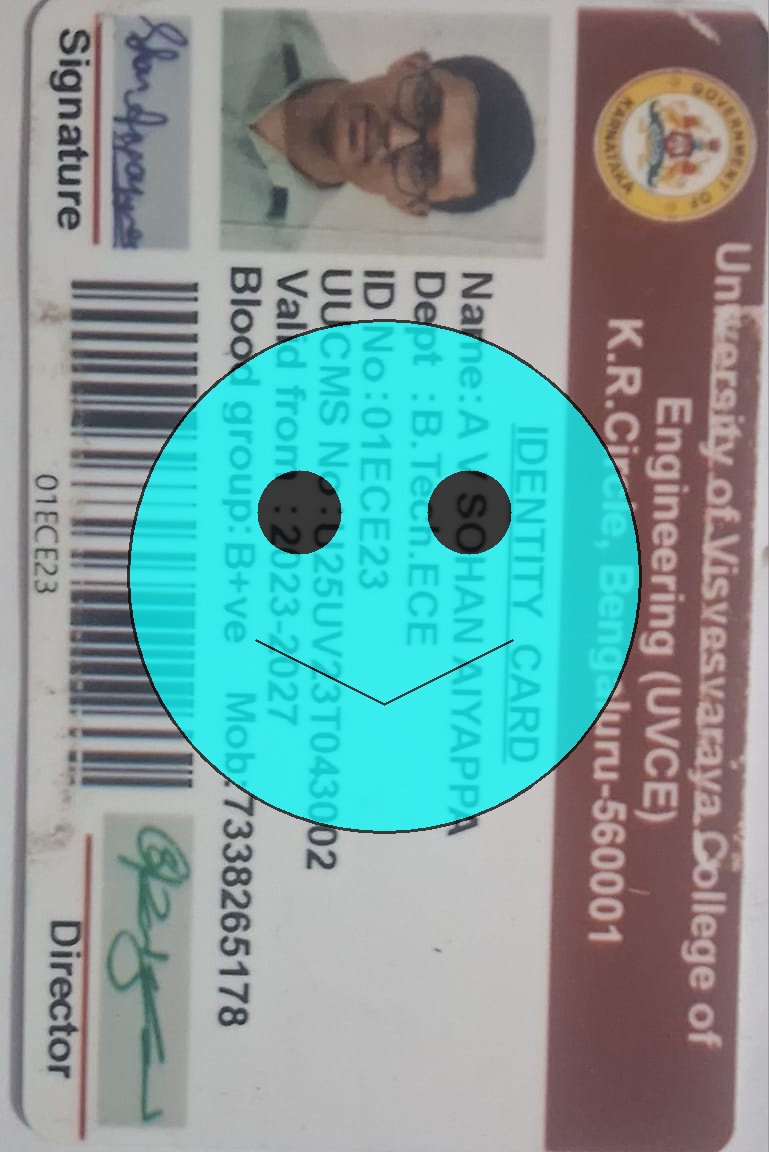 GOVERNMENT OF
KARNATAKA
University of Visvesvaraya College of
Engineering (UVCE)
K.R.Circle, Bengaluru-560001
IDENTITY CARD
Name: A V SOHAN AIYAPPA
Dept : B.Tech.ECE
ID No : 01ECE23
UUCMS No : U25UV23T043002
Valid from : 2023-2027
Blood group: B+ve Mob: 7338265178
01ECE23
Signature
Director